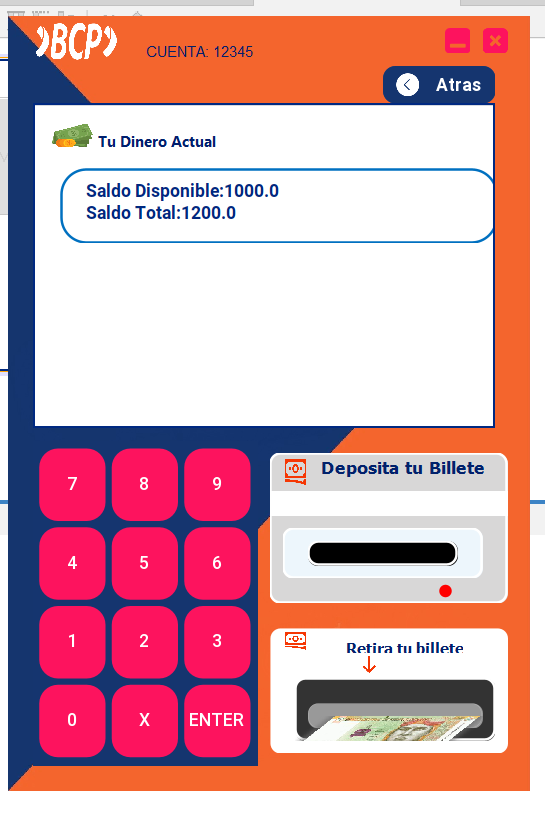 BCP
CUENTA: 12345
Atras
Tu Dinero Actual
Saldo Disponible:1000.0
Saldo Total:1200.0
7 8 9
4 5 6
1 2 3
0 X ENTER
Deposita tu Billete
Retira tu billete